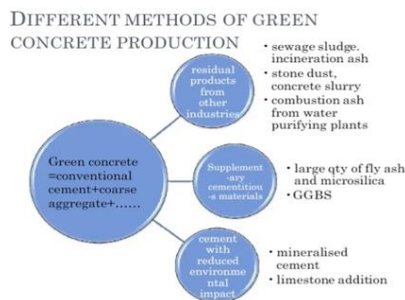 DIFFERENT METHODS OF GREEN
CONCRETE PRODUCTION
residual
products
from
other
industries
• sewage sludge.
incineration ash
• stone dust,
concrete slurry
• combustion ash
from water
purifying plants
Green concrete
=conventional
cement+coarse
aggregate+......
Supplement
-ary
cementitiou
-s materials
• large qty of fly ash
and microsilica
• GGBS
cement
with
reduced
environme
ntal
impact
• mineralised
cement
• limestone addition